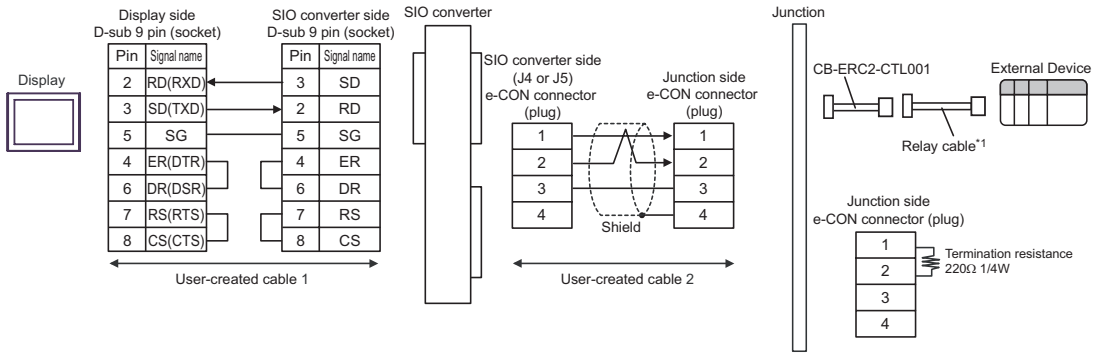 Display
Display side
D-sub 9 pin (socket)
Pin Signal name
2 RD(RXD)
3 SD(TXD)
5 SG
4 ER(DTR)
6 DR(DSR)
7 RS(RTS)
8 CS(CTS)
SIO converter side
D-sub 9 pin (socket)
Pin Signal name
3 SD
2 RD
5 SG
4 ER
6 DR
7 RS
8 CS
User-created cable 1
SIO converter
SIO converter side
(J4 or J5)
e-CON connector
(plug)
1
2
3
4
Shield
Junction side
e-CON connector
(plug)
1
2
3
4
User-created cable 2
Junction
CB-ERC2-CTL001
External Device
Relay cable*1
Junction side
e-CON connector (plug)
1
2
3
4
Termination resistance
220Ω 1/4W